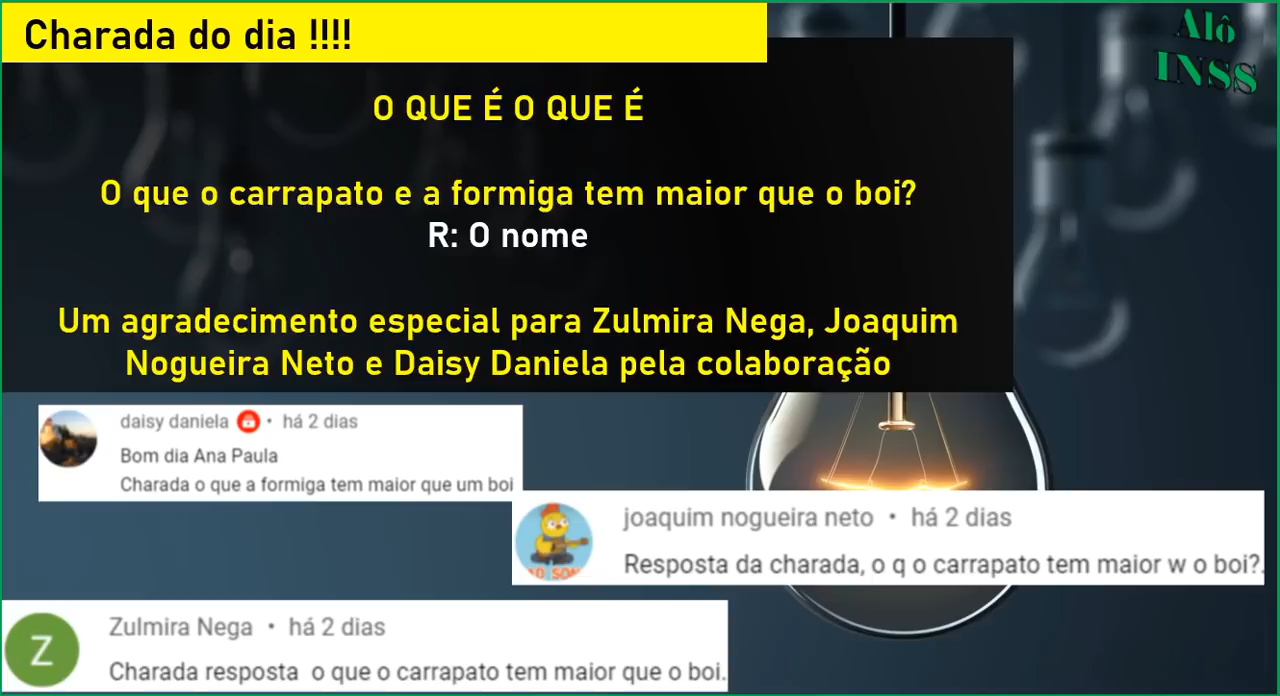 Charada do dia !!!!
Alô
INSS
O QUE É O QUE É
O que o carrapato e a formiga tem maior que o boi?
R: O nome
Um agradecimento especial para Zulmira Nega, Joaquim
Nogueira Neto e Daisy Daniela pela colaboração
daisy daniela • há 2 dias
Bom dia Ana Paula
Charada o que a formiga tem maior que um boi
joaquim nogueira neto • há 2 dias
Resposta da charada, o q o carrapato tem maior w o boi?
Z
Zulmira Nega • há 2 dias
Charada resposta o que o carrapato tem maior que o boi.